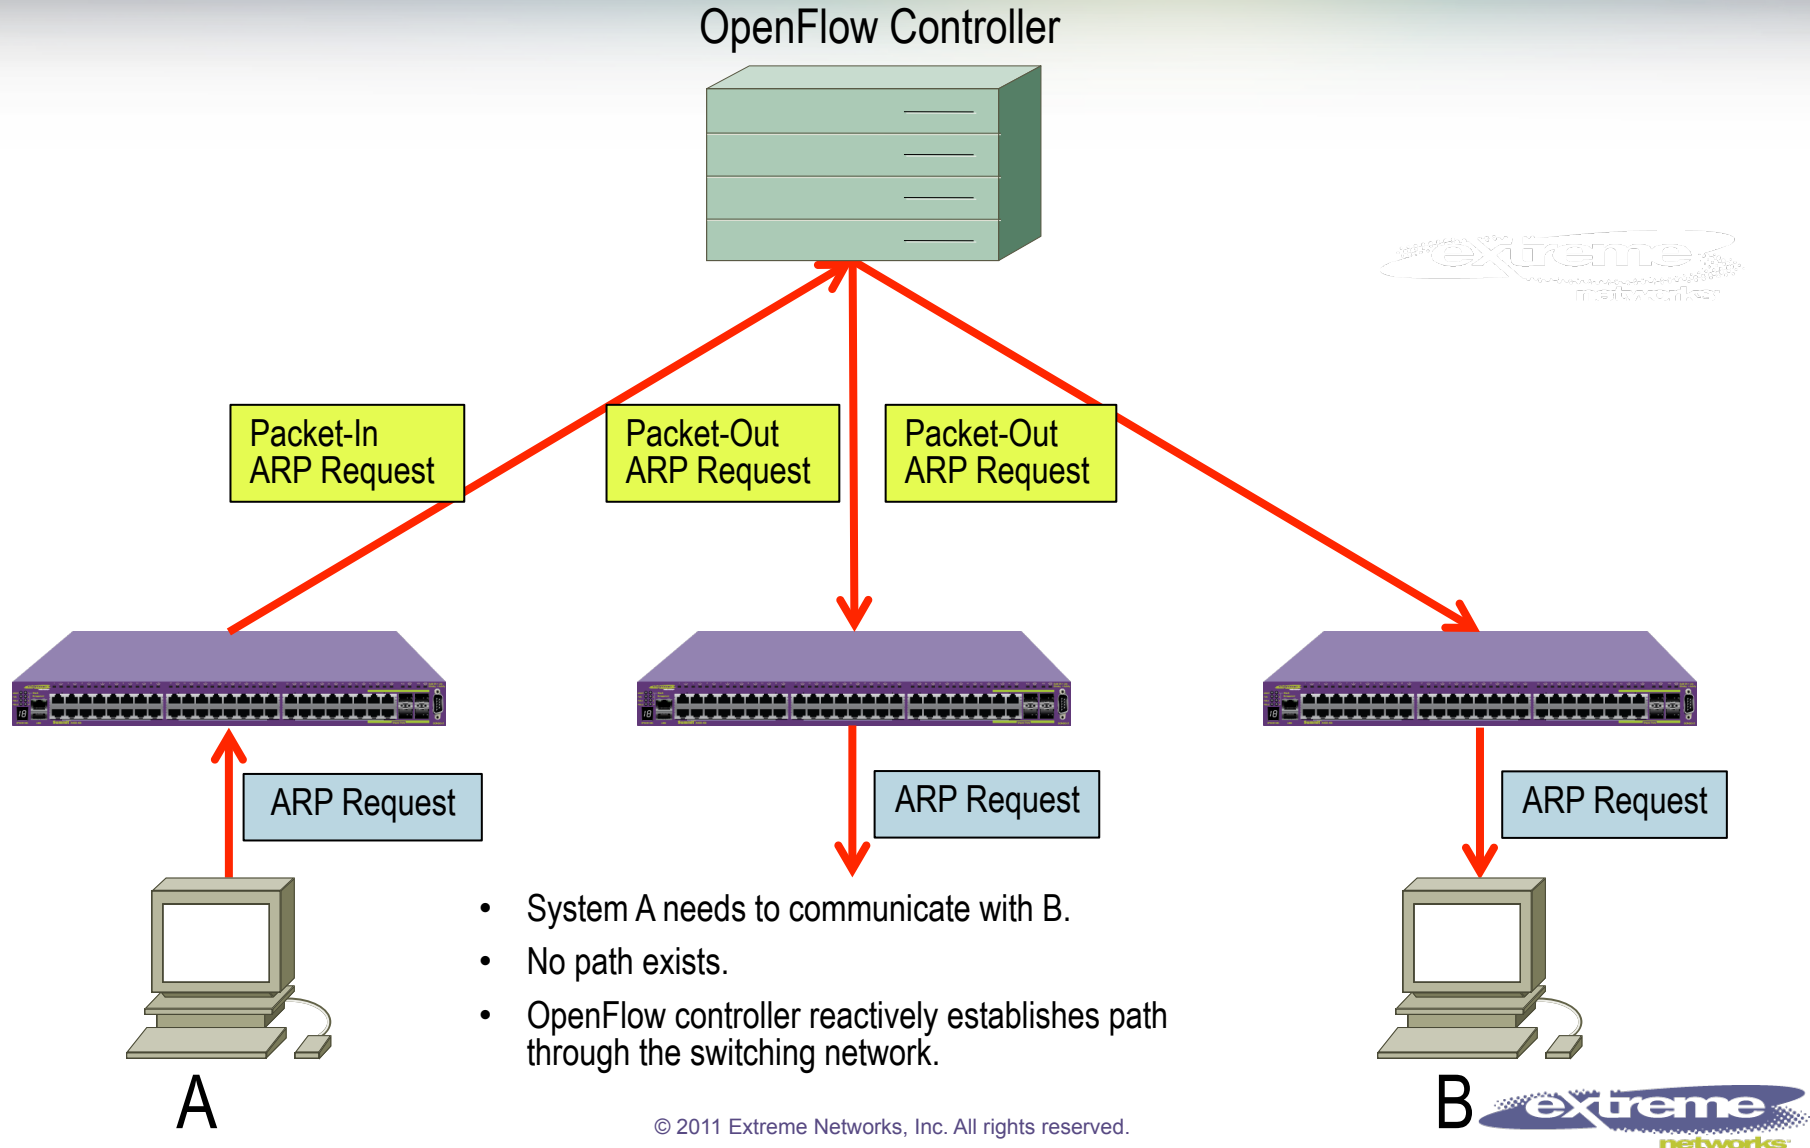 OpenFlow Controller
extreme
networks
Packet-In
ARP Request
Packet-Out
ARP Request
Packet-Out
ARP Request
ARP Request
ARP Request
ARP Request
• System A needs to communicate with B.
• No path exists.
• OpenFlow controller reactively establishes path
through the switching network.
A
B
© 2011 Extreme Networks, Inc. All rights reserved.
extreme
networks